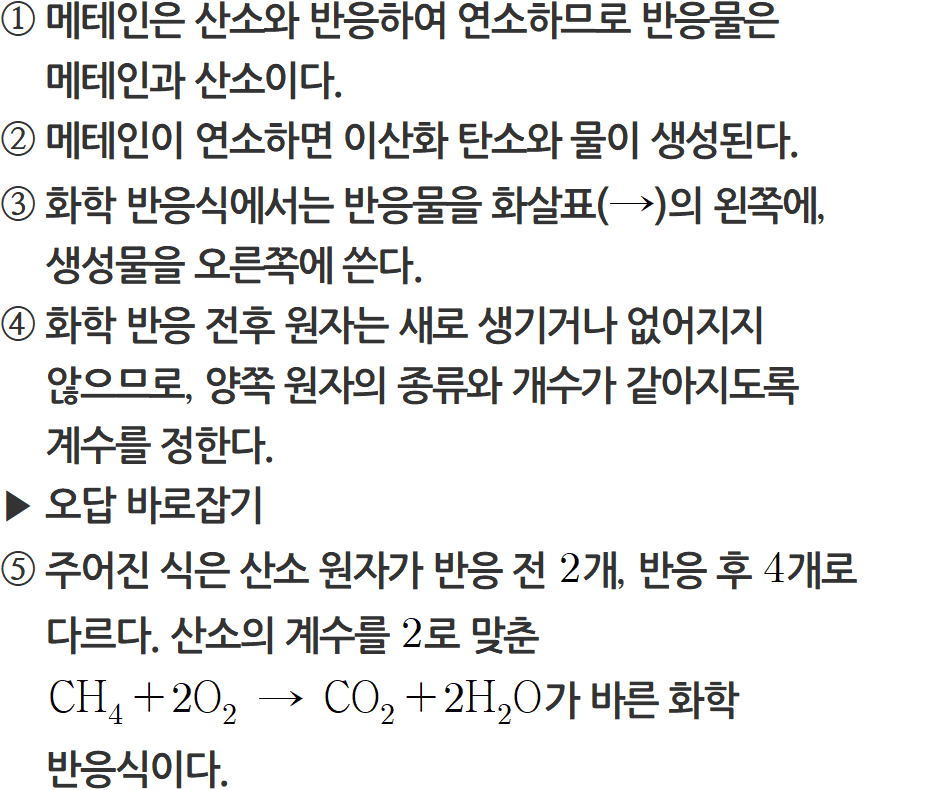 ① 메테인은 산소와 반응하여 연소하므로 반응물은
메테인과 산소이다.
② 메테인이 연소하면 이산화 탄소와 물이 생성된다.
③ 화학 반응식에서는 반응물을 화살표(→)의 왼쪽에,
생성물을 오른쪽에 쓴다.
④ 화학 반응 전후 원자는 새로 생기거나 없어지지
않으므로, 양쪽 원자의 종류와 개수가 같아지도록
계수를 정한다.
▶ 오답 바로잡기
⑤ 주어진 식은 산소 원자가 반응 전 2개, 반응 후 4개로
다르다. 산소의 계수를 2로 맞춘
CH₄+2O₂ → CO₂+2H₂O가 바른 화학
반응식이다.